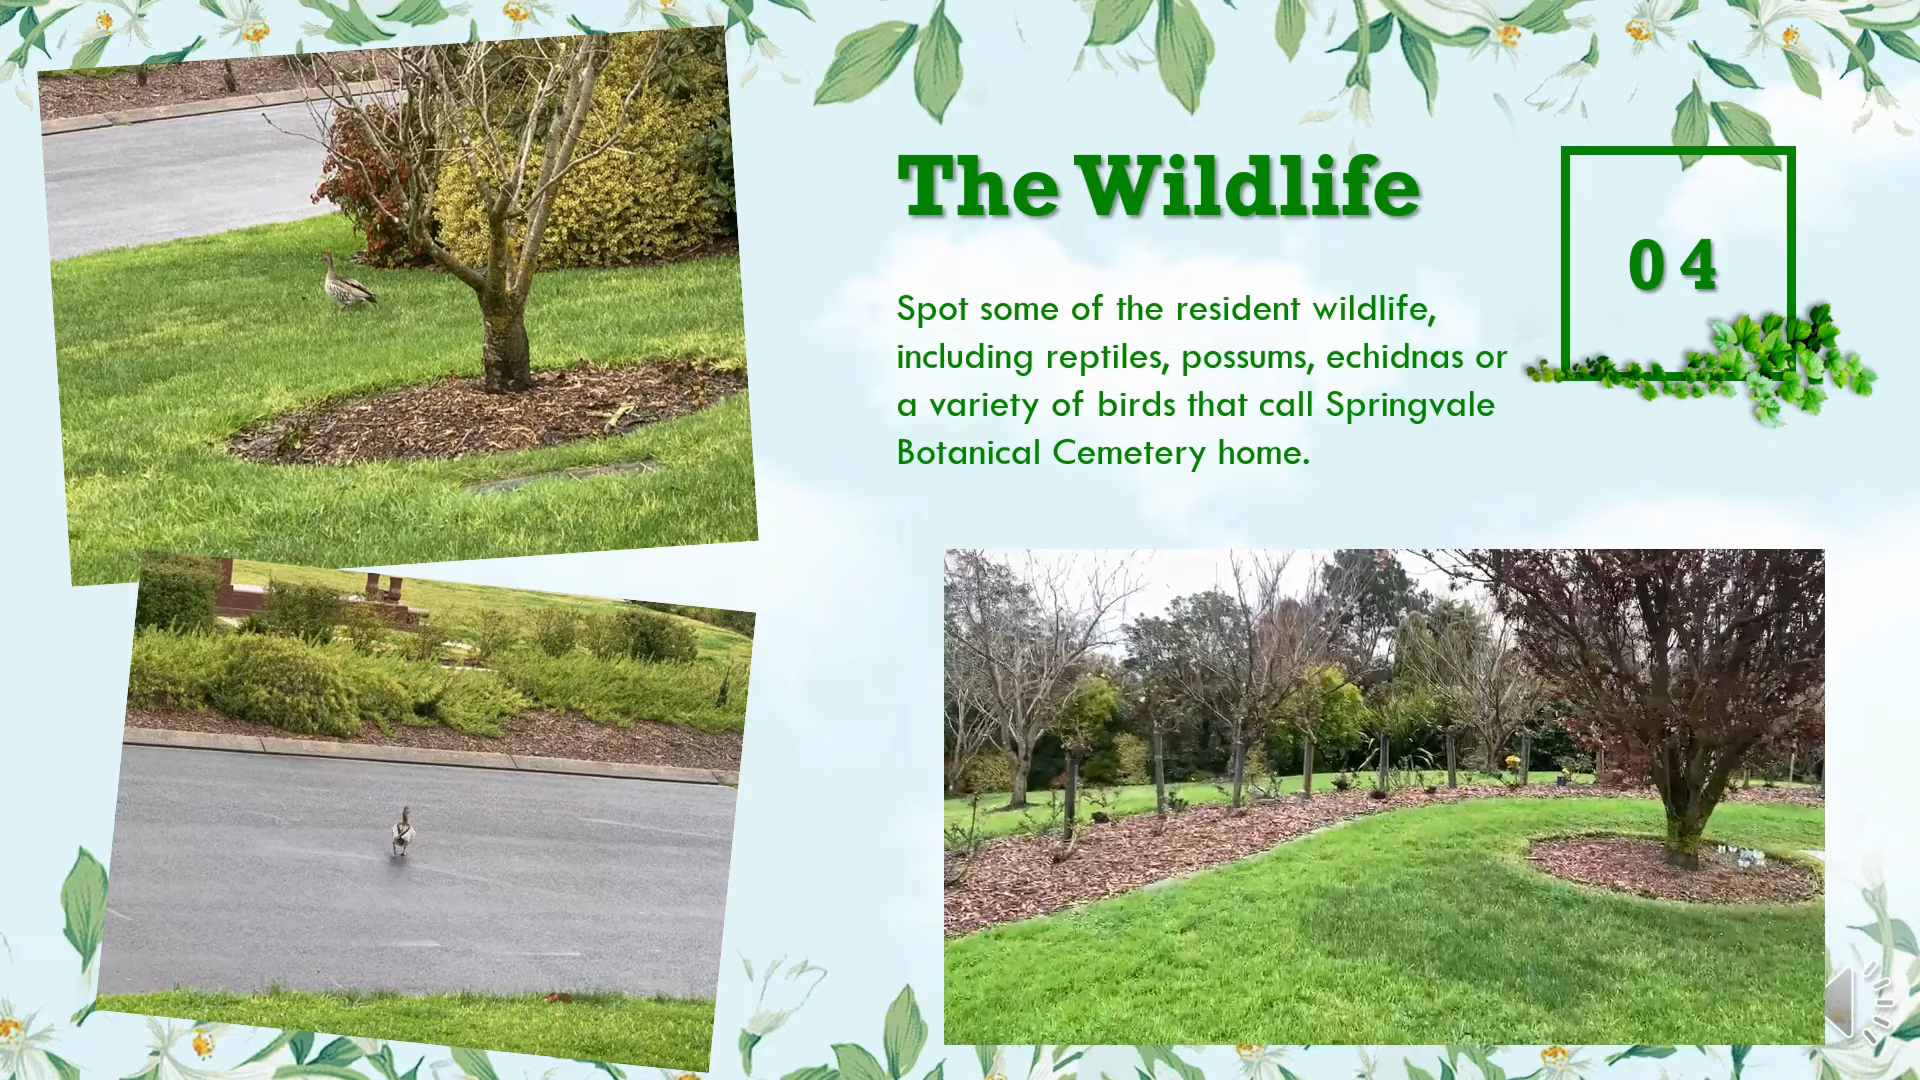 The Wildlife
04
Spot some of the resident wildlife,
including reptiles, possums, echidnas or
a variety of birds that call Springvale
Botanical Cemetery home.